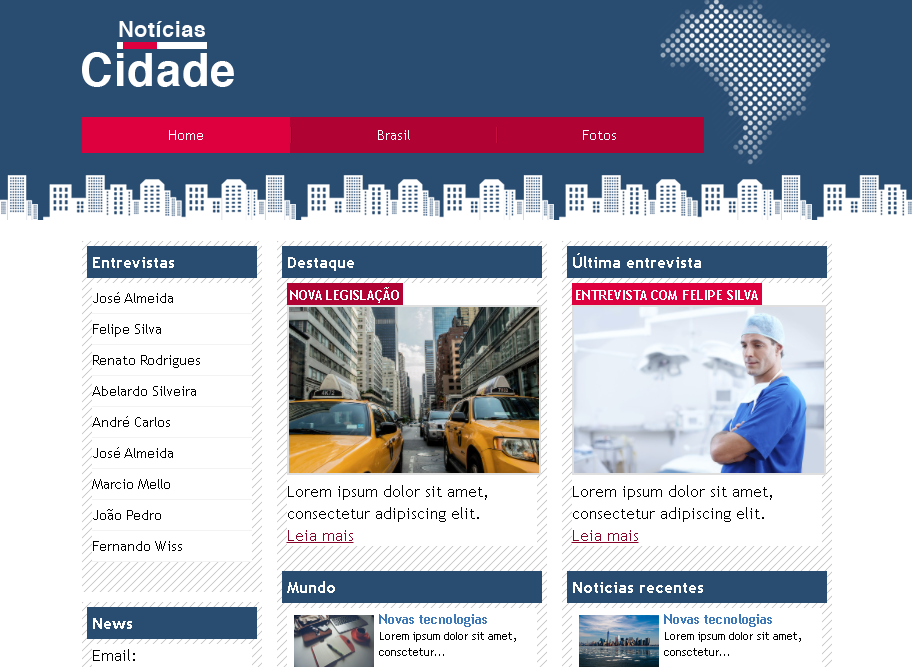 Notícias
Cidade
Home
Brasil
Fotos
Entrevistas
José Almeida
Felipe Silva
Renato Rodrigues
Abelardo Silveira
André Carlos
José Almeida
Marcio Mello
João Pedro
Fernando Wiss
News
Email:
Destaque
NOVA LEGISLAÇÃO
Lorem ipsum dolor sit amet,
consectetur adipiscing elit.
Leia mais
Mundo
Novas tecnologias
Lorem ipsum dolor sit amet,
consctetur...
Última entrevista
ENTREVISTA COM FELIPE SILVA
Lorem ipsum dolor sit amet,
consectetur adipiscing elit.
Leia mais
Notícias recentes
Novas tecnologias
Lorem ipsum dolor sit amet,
consctetur...